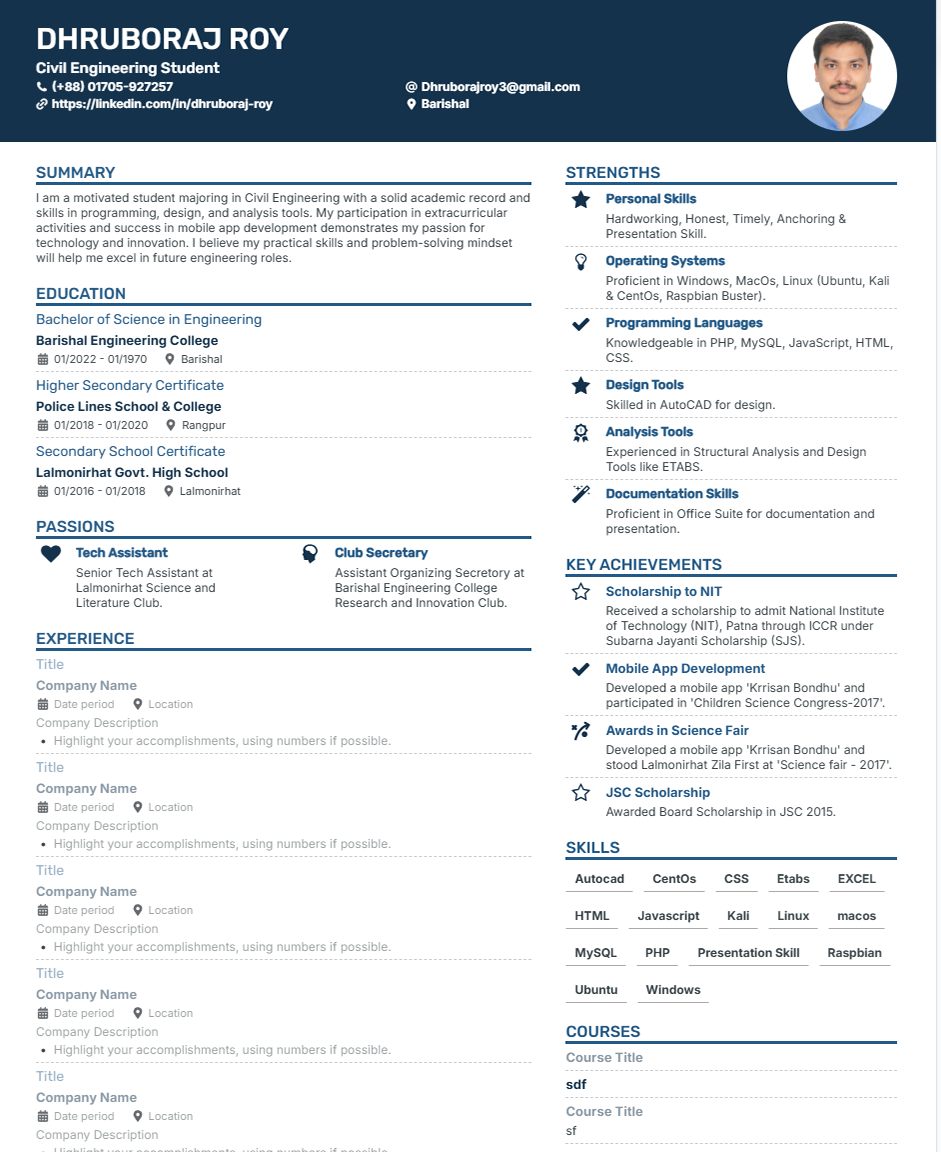 DHRUBORAJ ROY
Civil Engineering Student
(+88) 01705-927257
Dhruborajroy3@gmail.com
https://linkedin.com/in/dhruboraj-roy
Barishal
SUMMARY
I am a motivated student majoring in Civil Engineering with a solid academic record and
skills in programming, design, and analysis tools. My participation in extracurricular
activities and success in mobile app development demonstrates my passion for
technology and innovation. I believe my practical skills and problem-solving mindset
will help me excel in future engineering roles.
EDUCATION
Bachelor of Science in Engineering
Barishal Engineering College
01/2022 - 01/1970 Barishal
Higher Secondary Certificate
Police Lines School & College
01/2018 - 01/2020 Rangpur
Secondary School Certificate
Lalmonirhat Govt. High School
01/2016 - 01/2018 Lalmonirhat
PASSIONS
Tech Assistant
Senior Tech Assistant at
Lalmonirhat Science and
Literature Club.
Club Secretary
Assistant Organizing Secretary at
Barishal Engineering College
Research and Innovation Club.
EXPERIENCE
Title
Company Name
Date period Location
Company Description
• Highlight your accomplishments, using numbers if possible.
Title
Company Name
Date period Location
Company Description
• Highlight your accomplishments, using numbers if possible.
Title
Company Name
Date period Location
Company Description
• Highlight your accomplishments, using numbers if possible.
Title
Company Name
Date period Location
Company Description
• Highlight your accomplishments, using numbers if possible.
Title
Company Name
Date period Location
Company Description
• Highlight your accomplishments, using numbers if possible.
STRENGTHS
Personal Skills
Hardworking, Honest, Timely, Anchoring &
Presentation Skill.
Operating Systems
Proficient in Windows, MacOs, Linux (Ubuntu, Kali
& CentOs, Raspbian Buster).
Programming Languages
Knowledgeable in PHP, MySQL, JavaScript, HTML,
CSS.
Design Tools
Skilled in AutoCAD for design.
Analysis Tools
Experienced in Structural Analysis and Design
Tools like ETABS.
Documentation Skills
Proficient in Office Suite for documentation and
presentation.
KEY ACHIEVEMENTS
Scholarship to NIT
Received a scholarship to admit National Institute
of Technology (NIT), Patna through ICCR under
Subarna Jayanti Scholarship (SJS).
Mobile App Development
Developed a mobile app 'Krrisan Bondhu' and
participated in 'Children Science Congress-2017'.
Awards in Science Fair
Developed a mobile app 'Krrisan Bondhu' and
stood Lalmonirhat Zila First at 'Science fair - 2017'.
JSC Scholarship
Awarded Board Scholarship in JSC 2015.
SKILLS
Autocad CentOs CSS Etabs EXCEL
HTML Javascript Kali Linux macos
MySQL PHP Presentation Skill Raspbian
Ubuntu Windows
COURSES
Course Title
sdf
Course Title
sf